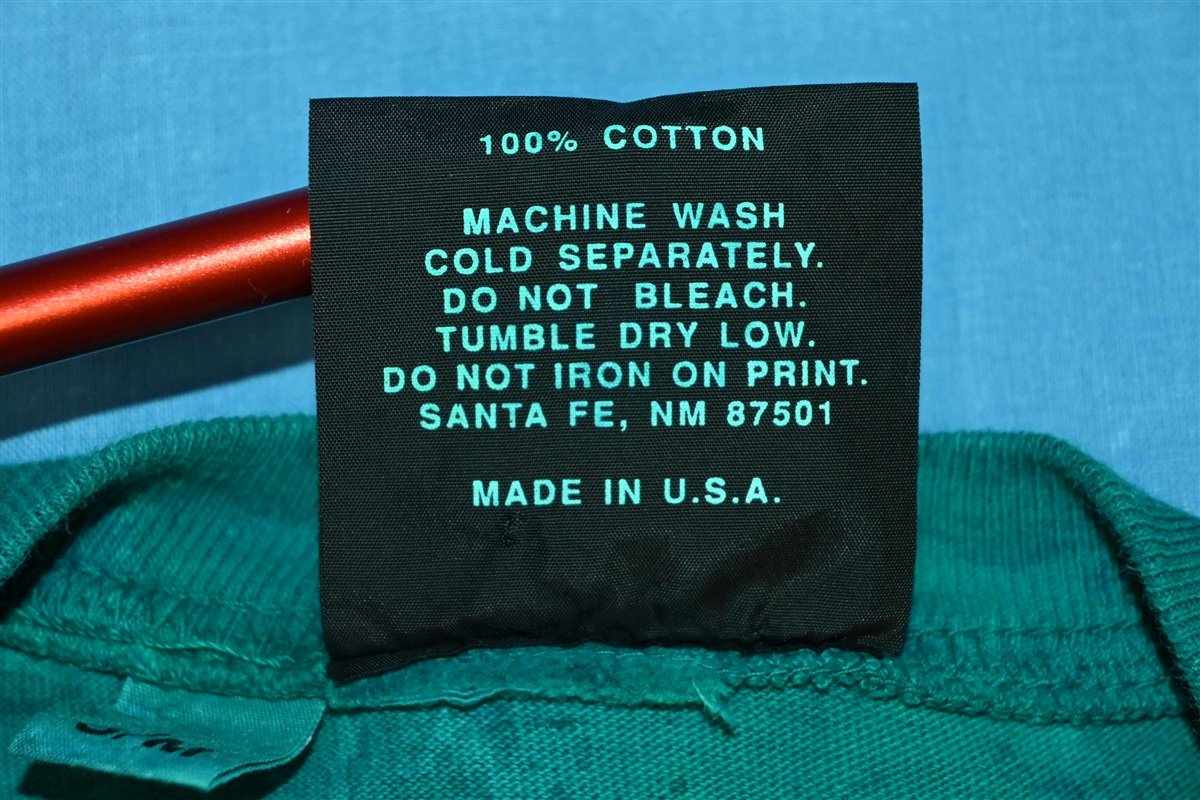 100% COTTON
MACHINE WASH
COLD SEPARATELY.
DO NOT BLEACH.
TUMBLE DRY LOW.
DO NOT IRON ON PRINT.
SANTA FE, NM 87501
MADE IN U.S.A.